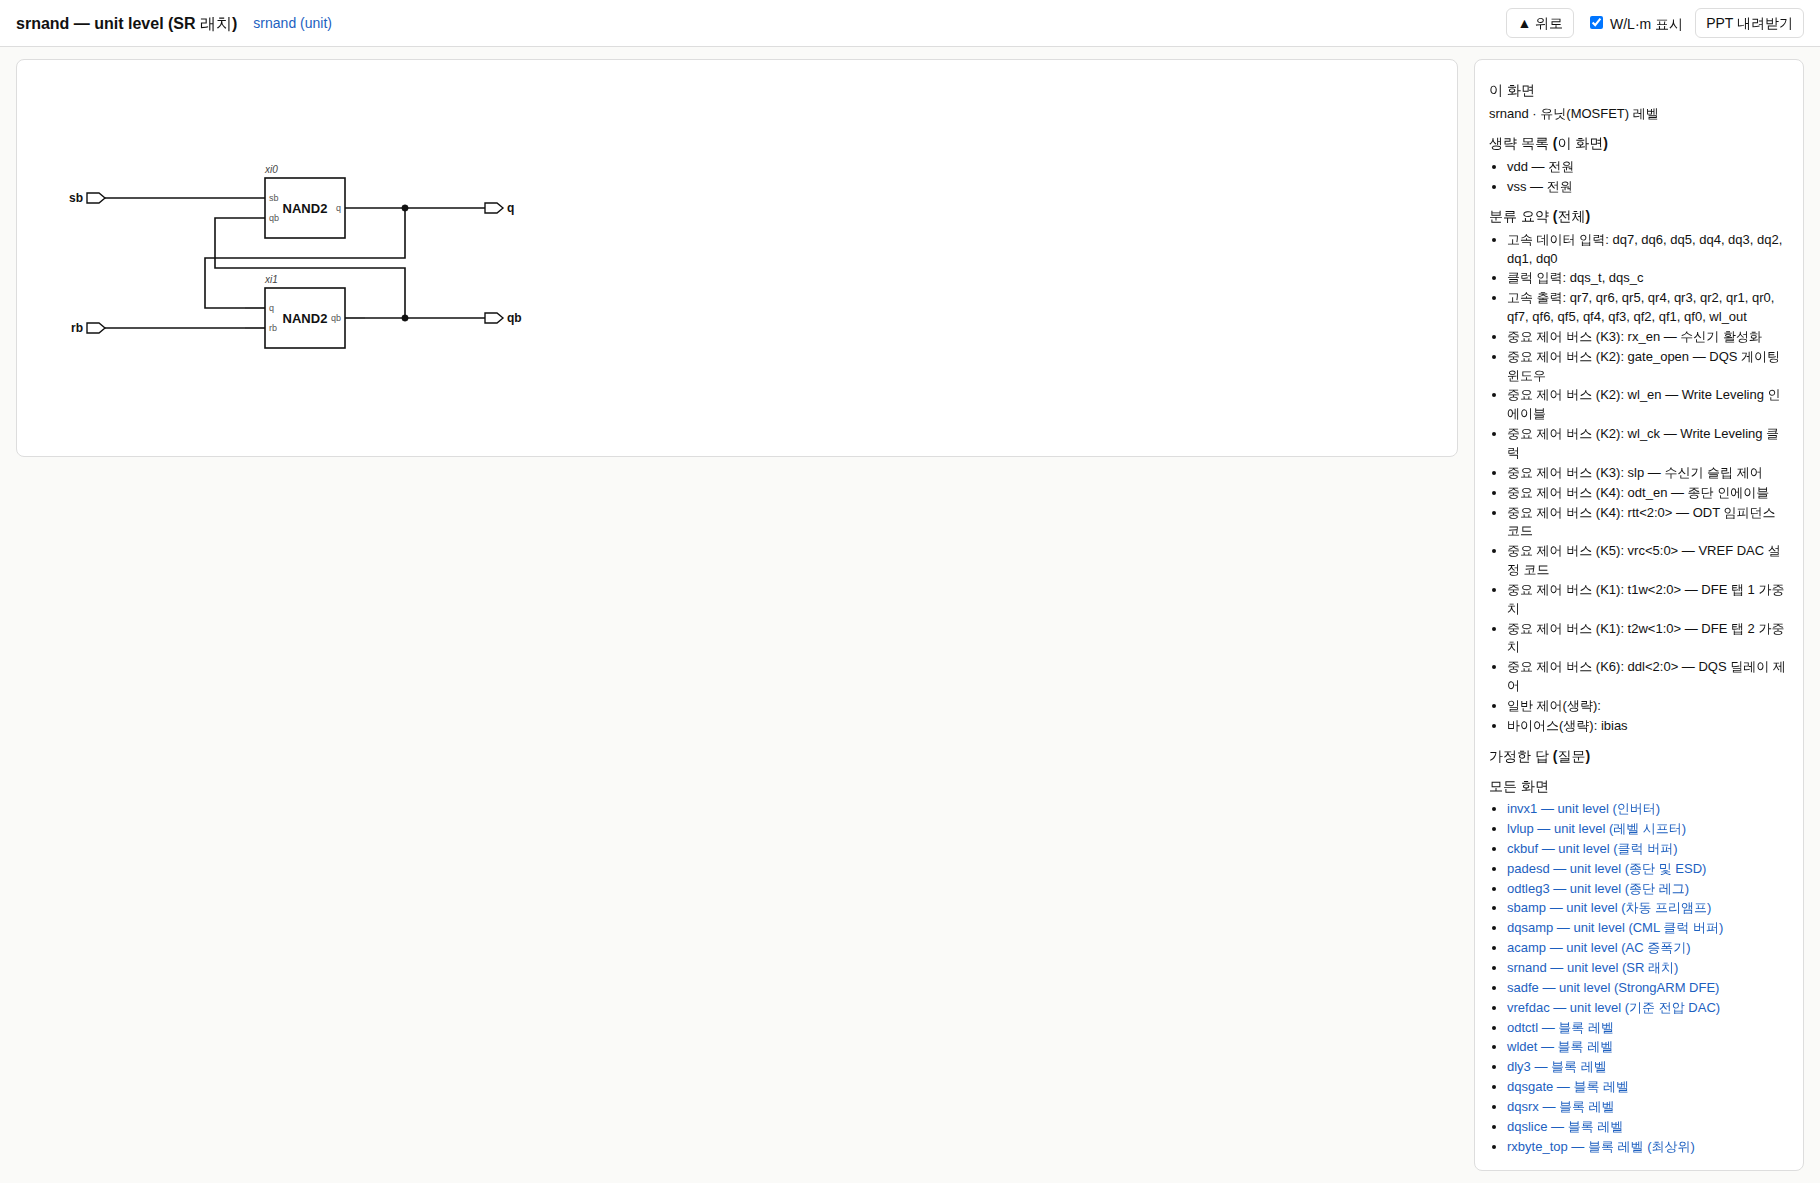 srnand — unit level (SR 래치) srnand (unit) ▲ 위로 W/L·m 표시 PPT 내려받기
xi0
sb
sb
NAND2
q
qb
q
xi1
q
NAND2
qb
rb
rb
qb
이 화면
srnand · 유닛(MOSFET) 레벨
생략 목록 (이 화면)
vdd — 전원
vss — 전원
분류 요약 (전체)
고속 데이터 입력: dq7, dq6, dq5, dq4, dq3, dq2,
dq1, dq0
클럭 입력: dqs_t, dqs_c
고속 출력: qr7, qr6, qr5, qr4, qr3, qr2, qr1, qr0,
qf7, qf6, qf5, qf4, qf3, qf2, qf1, qf0, wl_out
중요 제어 버스 (K3): rx_en — 수신기 활성화
중요 제어 버스 (K2): gate_open — DQS 게이팅
윈도우
중요 제어 버스 (K2): wl_en — Write Leveling 인
에이블
중요 제어 버스 (K2): wl_ck — Write Leveling 클
럭
중요 제어 버스 (K3): slp — 수신기 슬립 제어
중요 제어 버스 (K4): odt_en — 종단 인에이블
중요 제어 버스 (K4): rtt<2:0> — ODT 임피던스
코드
중요 제어 버스 (K5): vrc<5:0> — VREF DAC 설
정 코드
중요 제어 버스 (K1): t1w<2:0> — DFE 탭 1 가중
치
중요 제어 버스 (K1): t2w<1:0> — DFE 탭 2 가중
치
중요 제어 버스 (K6): ddl<2:0> — DQS 딜레이 제
어
일반 제어(생략):
바이어스(생략): ibias
가정한 답 (질문)
모든 화면
invx1 — unit level (인버터)
lvlup — unit level (레벨 시프터)
ckbuf — unit level (클럭 버퍼)
padesd — unit level (종단 및 ESD)
odtleg3 — unit level (종단 레그)
sbamp — unit level (차동 프리앰프)
dqsamp — unit level (CML 클럭 버퍼)
acamp — unit level (AC 증폭기)
srnand — unit level (SR 래치)
sadfe — unit level (StrongARM DFE)
vrefdac — unit level (기준 전압 DAC)
odtctl — 블록 레벨
wldet — 블록 레벨
dly3 — 블록 레벨
dqsgate — 블록 레벨
dqsrx — 블록 레벨
dqslice — 블록 레벨
rxbyte_top — 블록 레벨 (최상위)